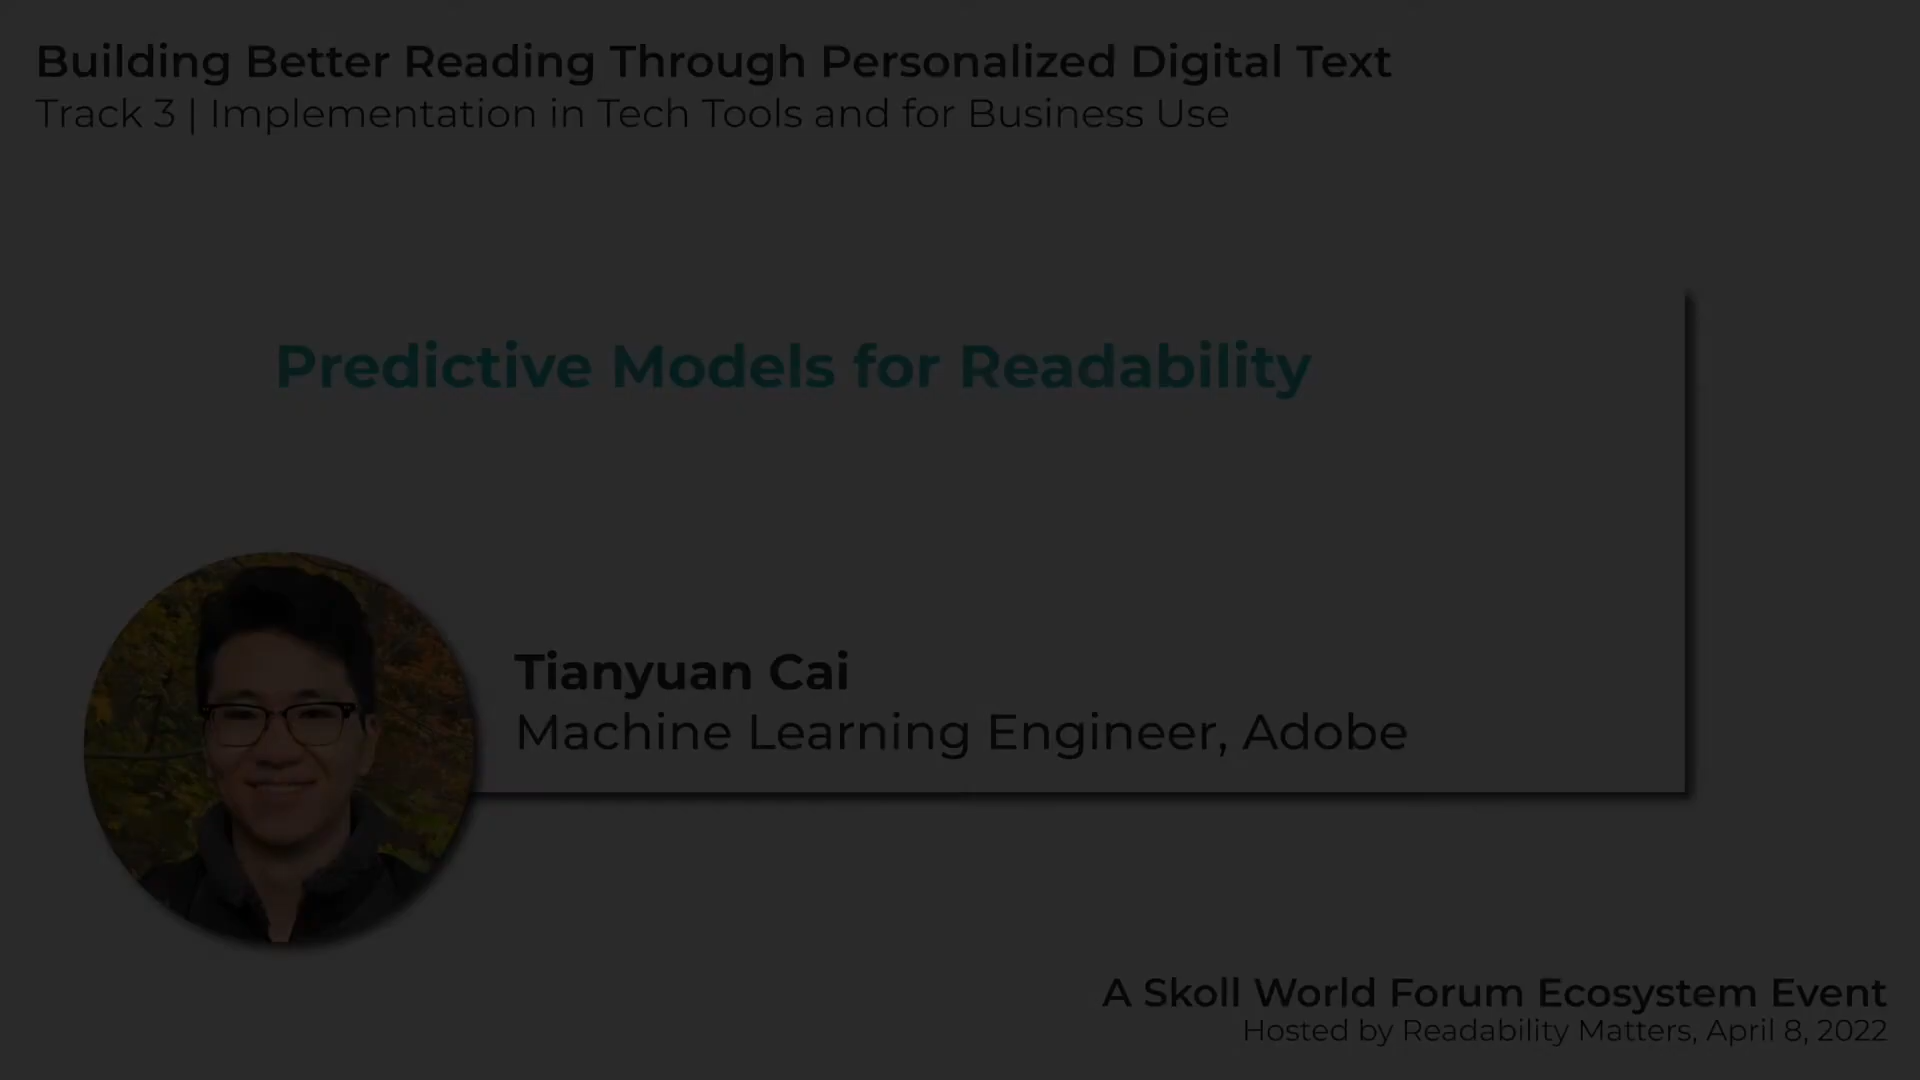 Building Better Reading Through Personalized Digital Text
Track 3 | Implementation in Tech Tools and for Business Use
Predictive Models for Readability
Tianyuan Cai
Machine Learning Engineer, Adobe
A Skoll World Forum Ecosystem Event
Hosted by Readability Matters, April 8, 2022